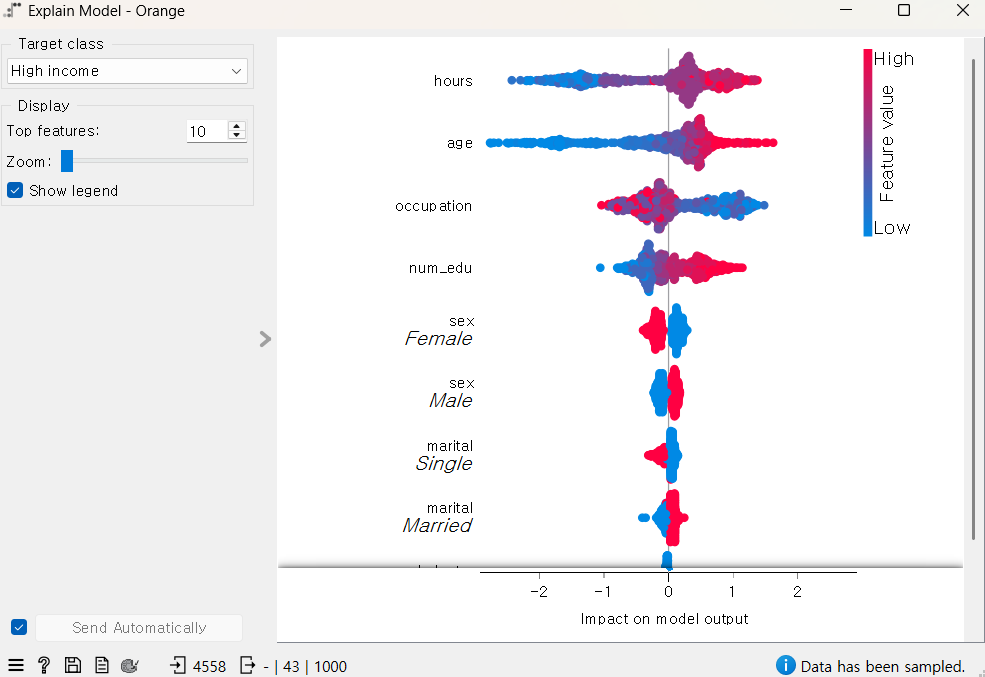 Explain Model - Orange
Target class
High income
Display
Top features:
10
Zoom:
Show legend
Send Automatically
hours
age
occupation
num_edu
sex
Female
sex
Male
marital
Single
marital
Married
High
Feature value
Low
-2
-1
0
1
2
Impact on model output
4558
- | 43 | 1000
Data has been sampled.